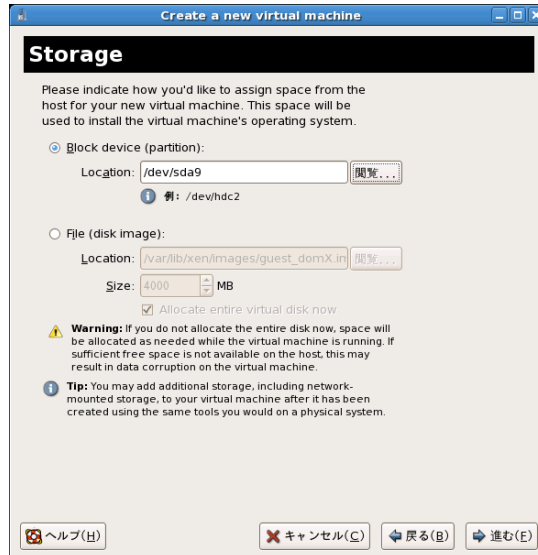 Create a new virtual machine
Storage
Please indicate how you'd like to assign space from the
host for your new virtual machine. This space will be
used to install the virtual machine's operating system.
Block device (partition):
Location: /dev/sda9 閲覧...
例: /dev/hdc2
File (disk image):
Location: /var/lib/xen/images/guest_domX.im 閲覧...
Size: 4000 MB
Allocate entire virtual disk now
Warning: If you do not allocate the entire disk now, space will
be allocated as needed while the virtual machine is running. If
sufficient free space is not available on the host, this may
result in data corruption on the virtual machine.
Tip: You may add additional storage, including network-
mounted storage, to your virtual machine after it has been
created using the same tools you would on a physical system.
ヘルプ(H) キャンセル(C) 戻る(B) 進む(F)